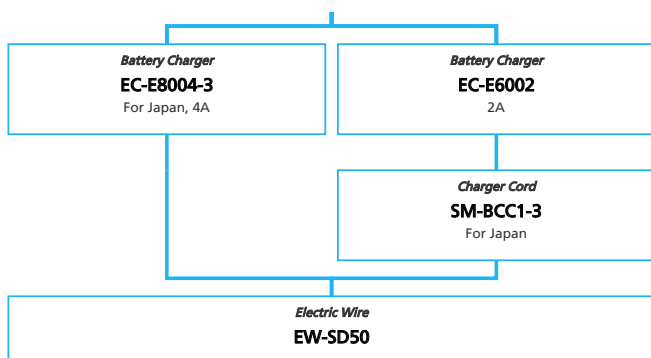 Battery Charger
EC-E8004-3
For Japan, 4A
Battery Charger
EC-E6002
2A
Charger Cord
SM-BCC1-3
For Japan
Electric Wire
EW-SD50